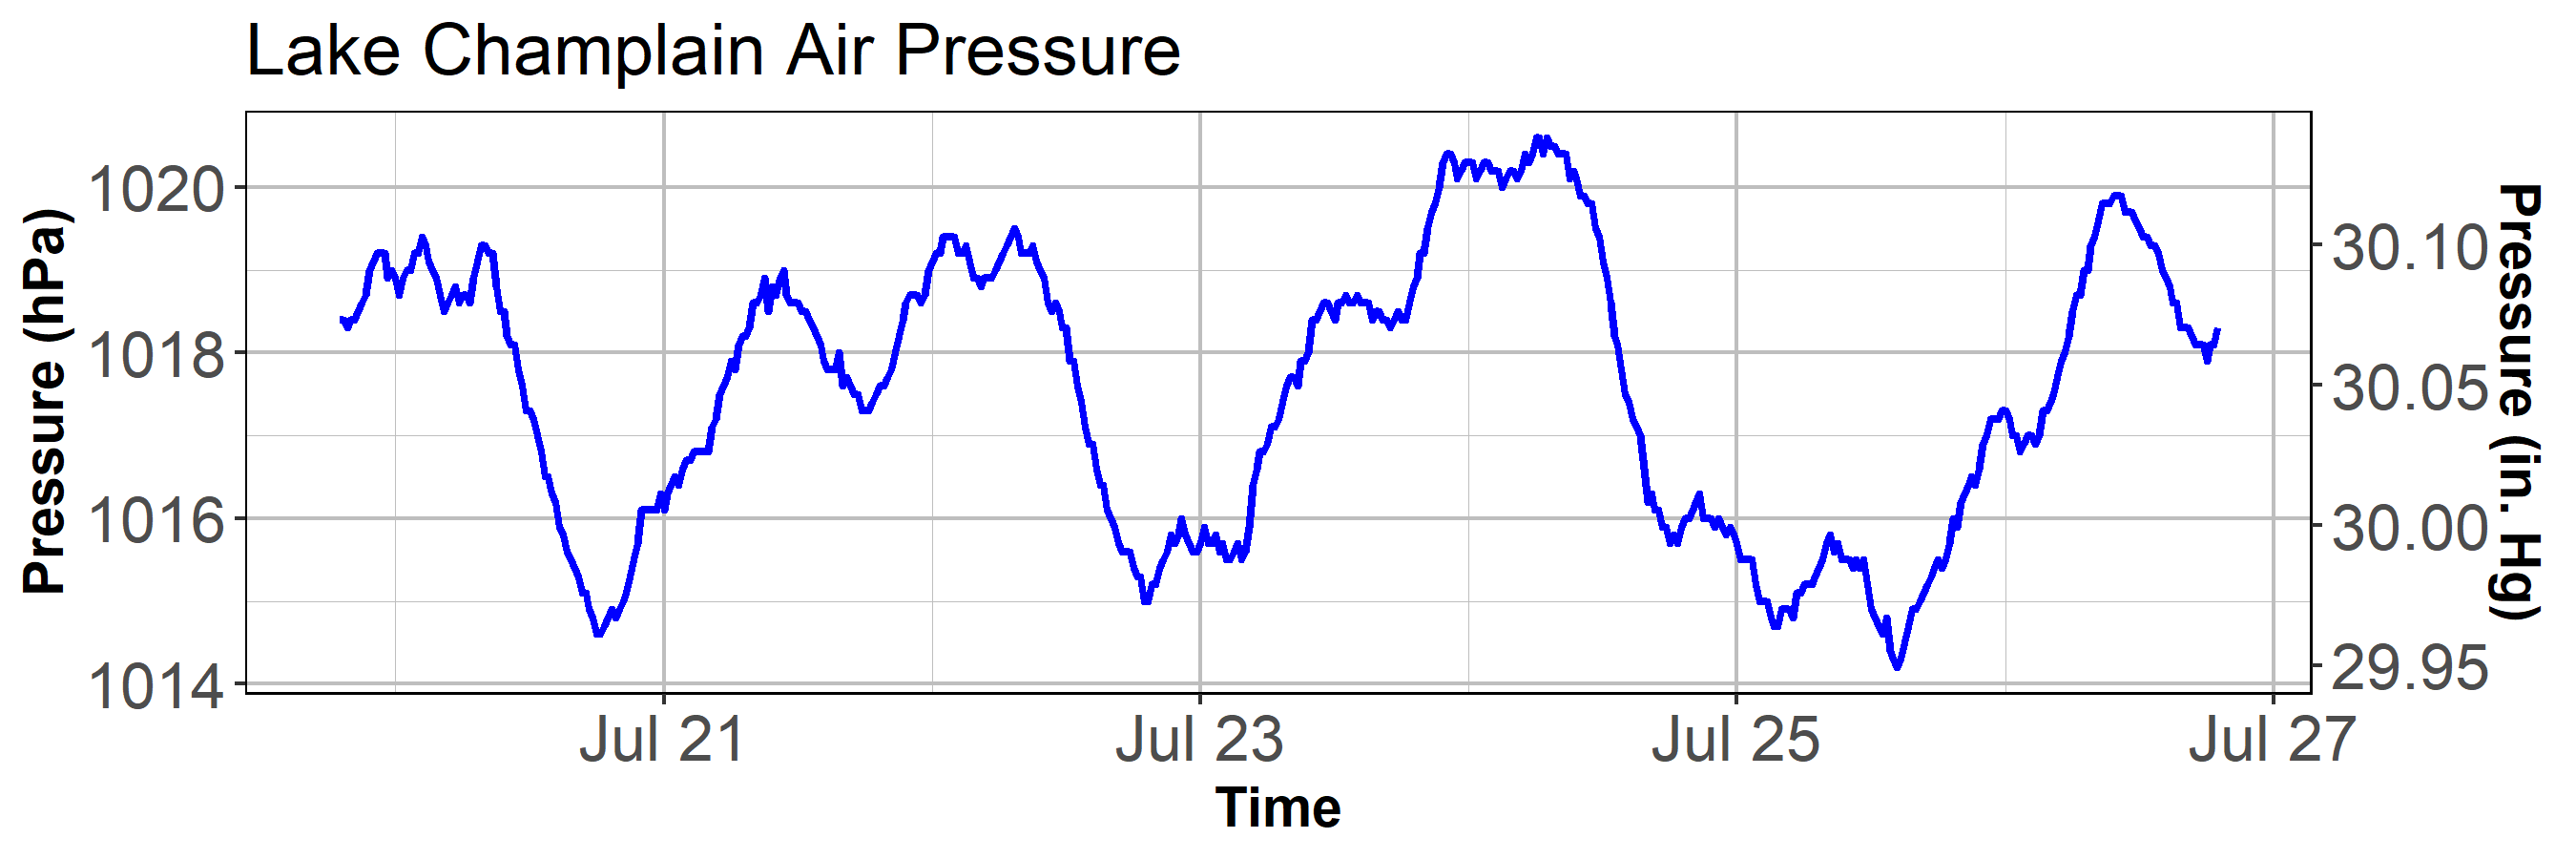 Lake Champlain Air Pressure
Pressure (hPa)
1020
1018
1016
1014
Pressure (in. Hg)
30.10
30.05
30.00
29.95
Jul 21 Jul 23 Jul 25 Jul 27
Time